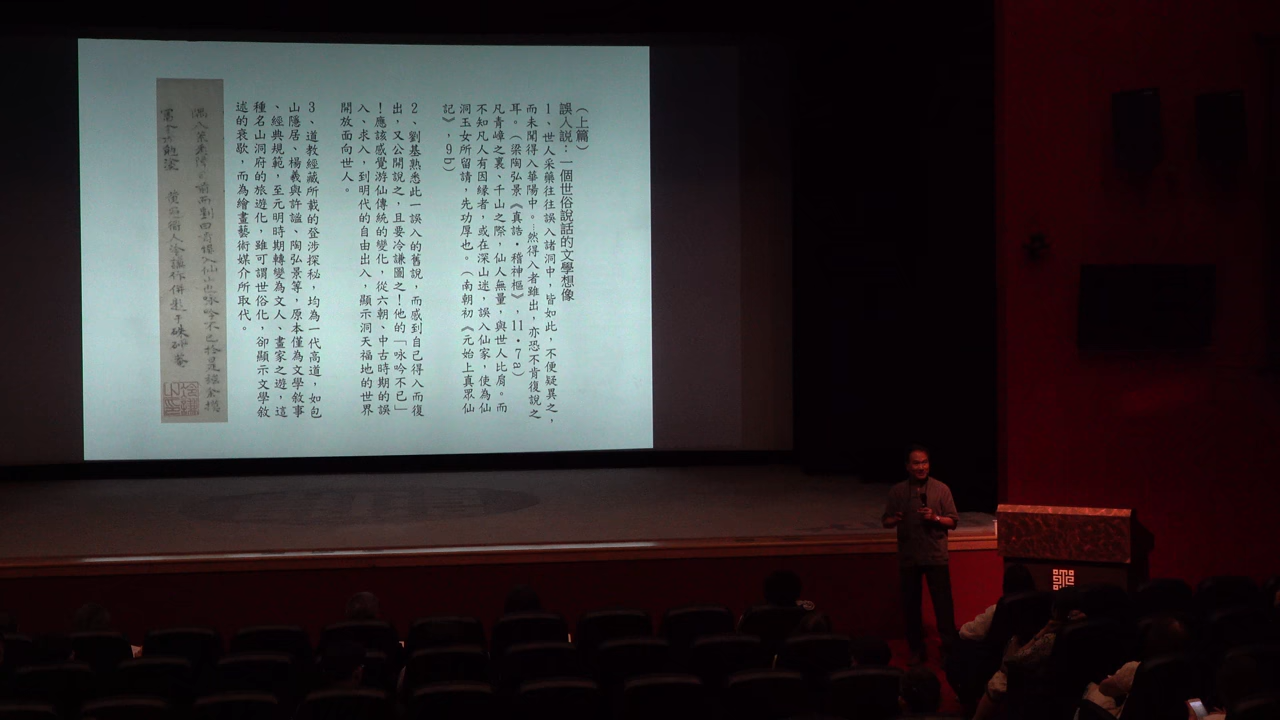 (上篇)
誤人說：一個世俗說話的文學想像
1、世人采藥往往誤入諸洞中，皆如此，不便疑異之，
而未聞得入華陽中。…然得入者雖出，亦恐不肯復說之
耳。（梁陶弘景《真誥•稽神樞》，11•7a）
凡青嶂之裏、千山之際，仙人無量，與世人比肩。而
不知凡人有因緣者，或在深山迷，誤入仙家，使為仙
洞玉女所留請，先功厚也。（南朝初《元始上真眾仙
記》，9b）
2、劉基熟悉此一誤入的舊說，而感到自己得入而復
出，又公開說之，且要冷謙圖之！他的「咏吟不已」
！應該感覺游仙傳統的變化，從六朝、中古時期的誤
入、求入，到明代的自由出入，顯示洞天福地的世界
開放面向世人。
3、道教經藏所載的登涉探秘，均為一代高道，如包
山隱居、楊羲與許謐、陶弘景等，原本僅為文學敘事
、經典規範，至元明時期轉變為文人、畫家之遊，這
種名山洞府的旅遊化，雖可謂世俗化，卻顯示文學敘
述的衰歇，而為繪畫藝術媒介所取代。